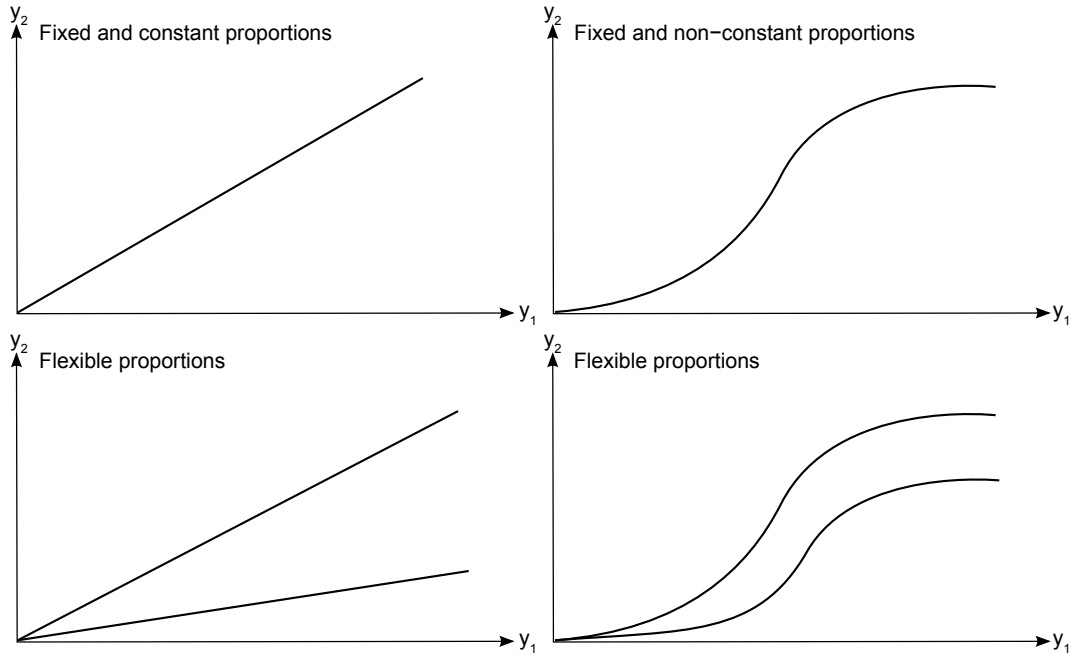 y2
Fixed and constant proportions
y1
y2
Fixed and non−constant proportions
y1
y2
Flexible proportions
y1
y2
Flexible proportions
y1